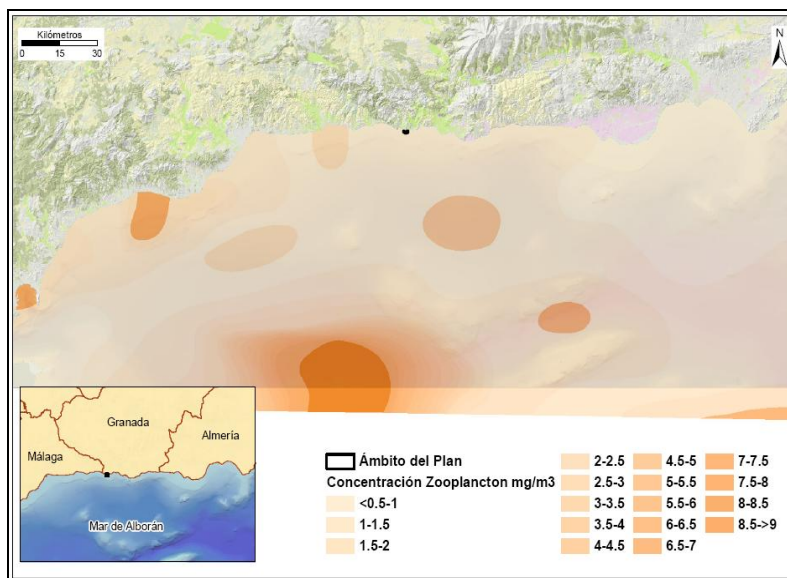 Kilómetros
0 15 30
N
Granada
Almería
Málaga
Mar de Alborán
Ámbito del Plan
Concentración Zooplancton mg/m3
<0.5-1
1-1.5
1.5-2
2-2.5
2.5-3
3-3.5
3.5-4
4-4.5
4.5-5
5-5.5
5.5-6
6-6.5
6.5-7
7-7.5
7.5-8
8-8.5
8.5->9